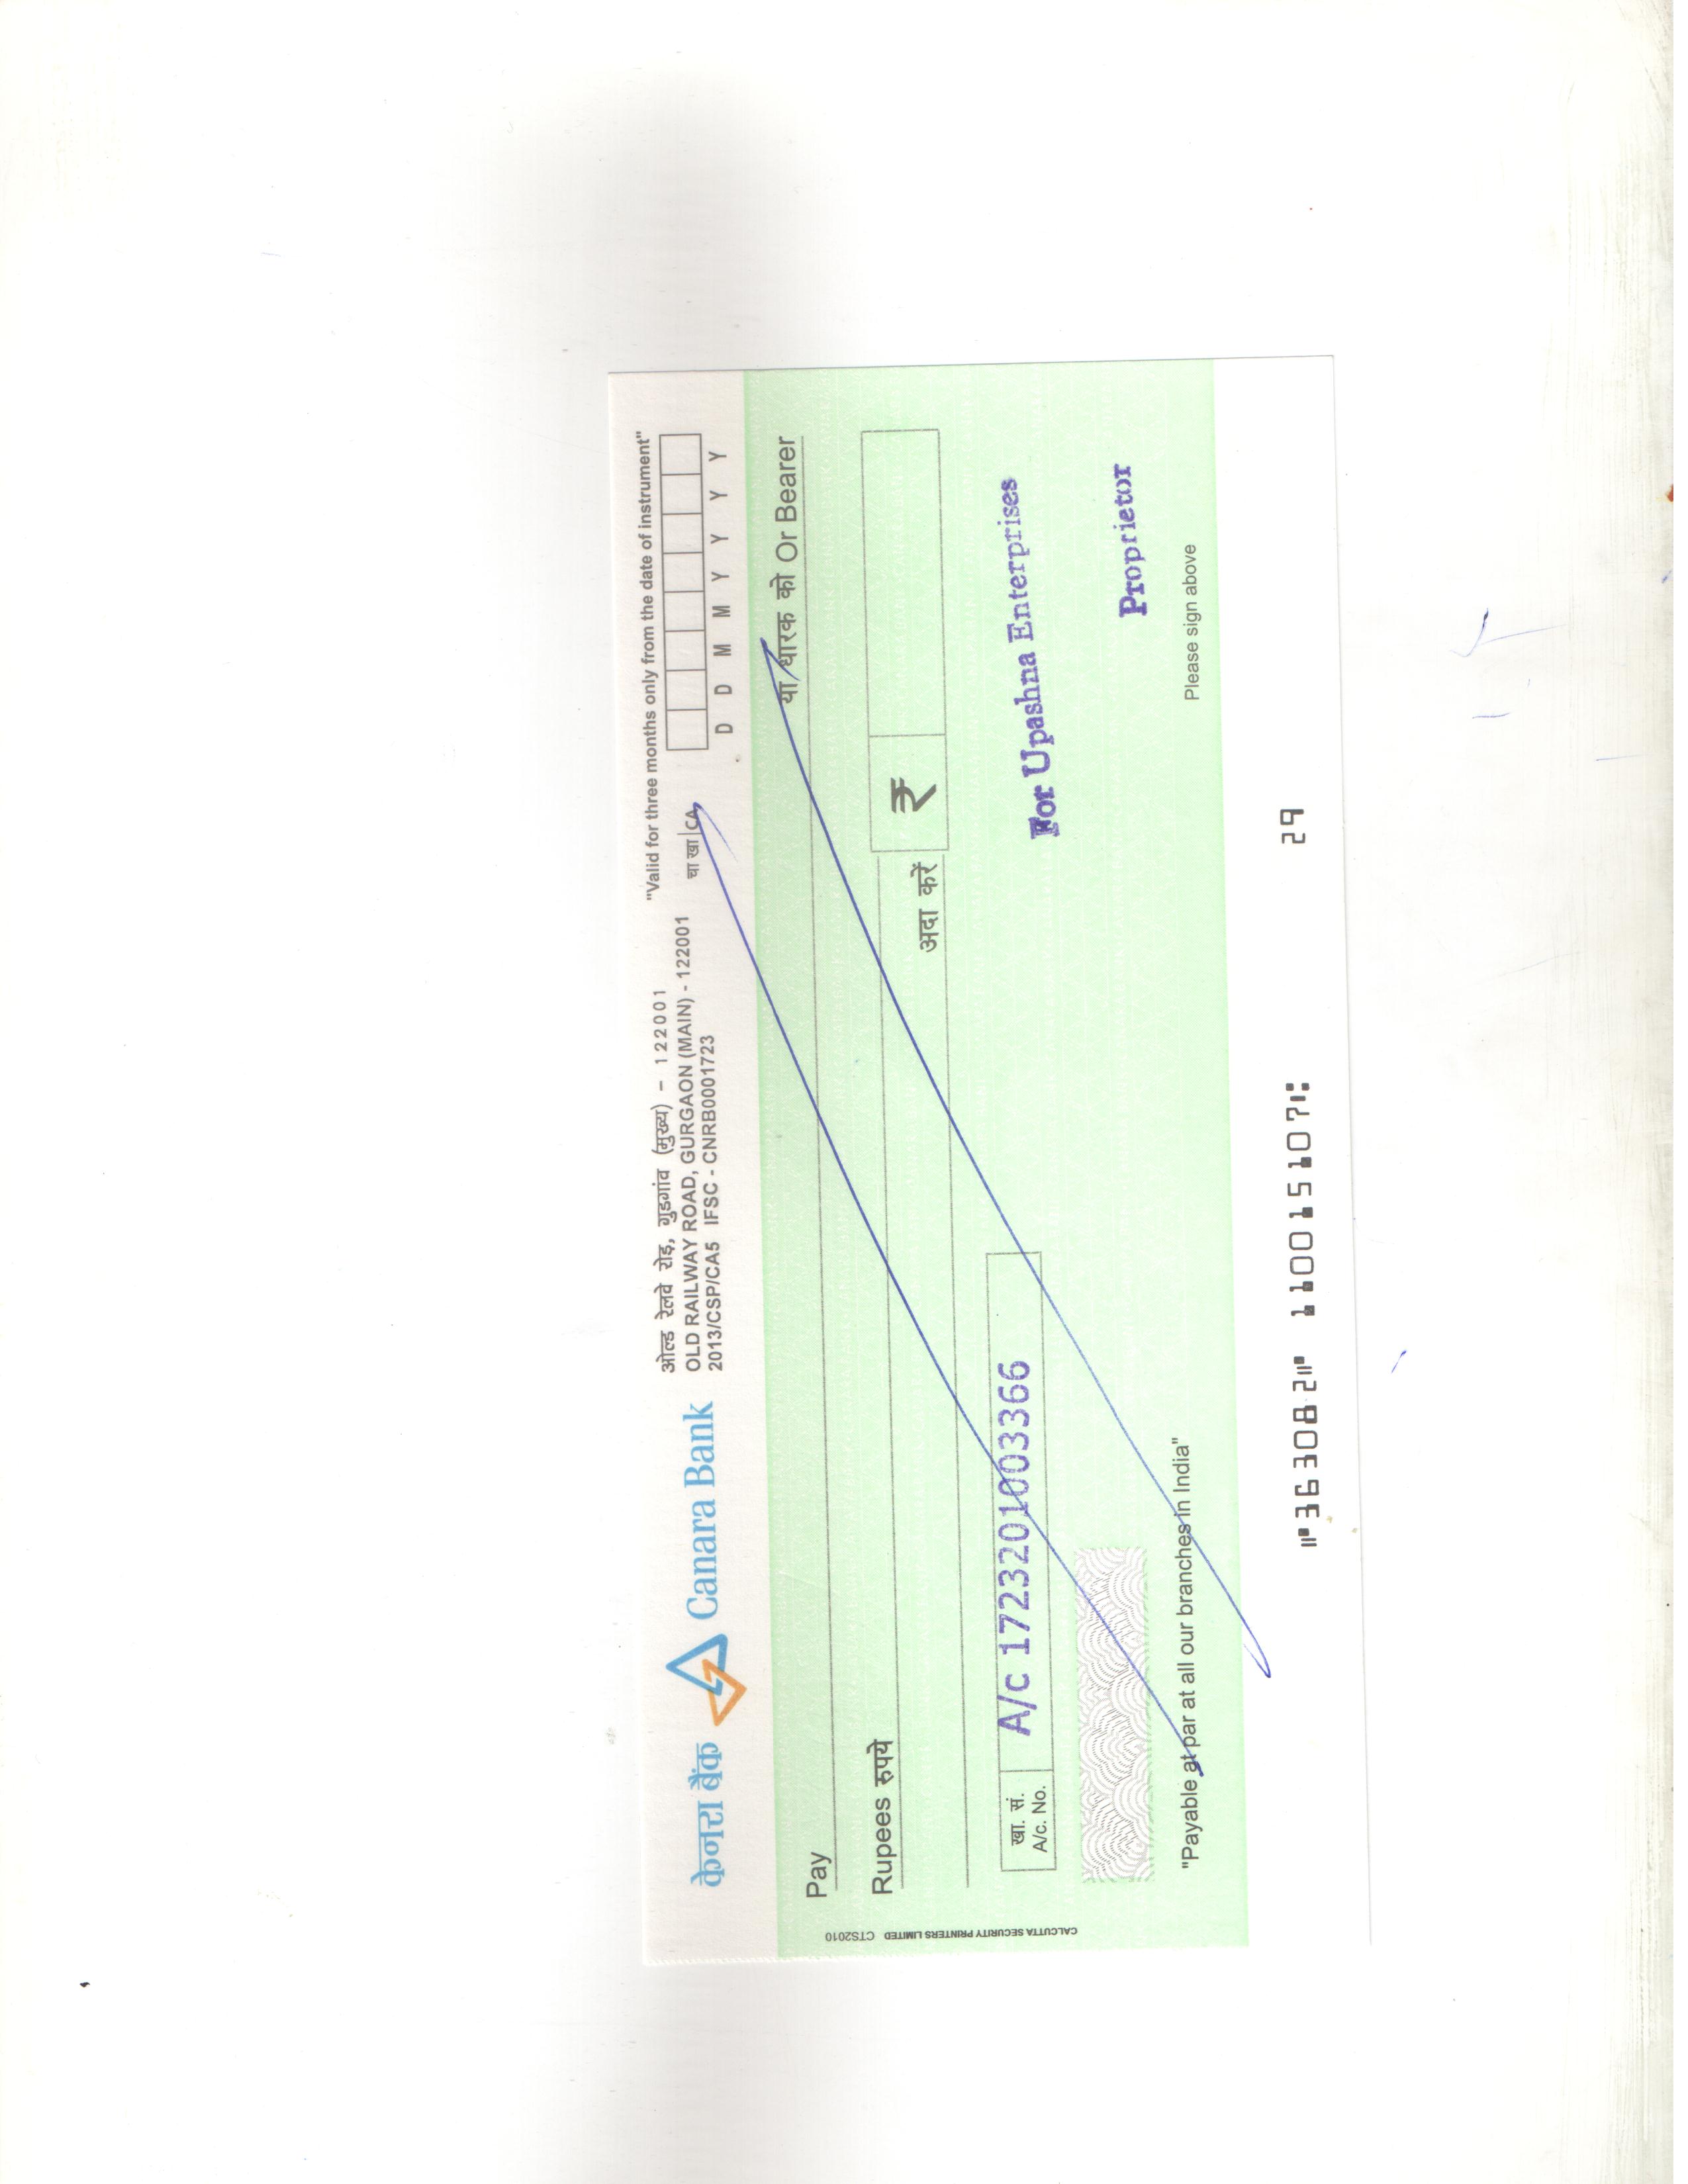 केनरा बैंक Canara Bank
ओल्ड रेलवे रोड़, गुडगांव (मुख्य) – 122001
OLD RAILWAY ROAD, GURGAON (MAIN) - 122001
2013/CSP/CA5 IFSC - CNRB0001723
"Valid for three months only from the date of instrument"
चा खा CA
D D M M Y Y Y Y
Pay
या धारक को Or Bearer
Rupees रुपये
अदा करें ₹
खा. सं.
A/c. No.
A/c 1723201003366
For Upashna Enterprises
Proprietor
"Payable at par at all our branches in India"
Please sign above
CALCUTTA SECURITY PRINTERS LIMITED CTS2010
⑈363082⑈ 110015107⑆ 29